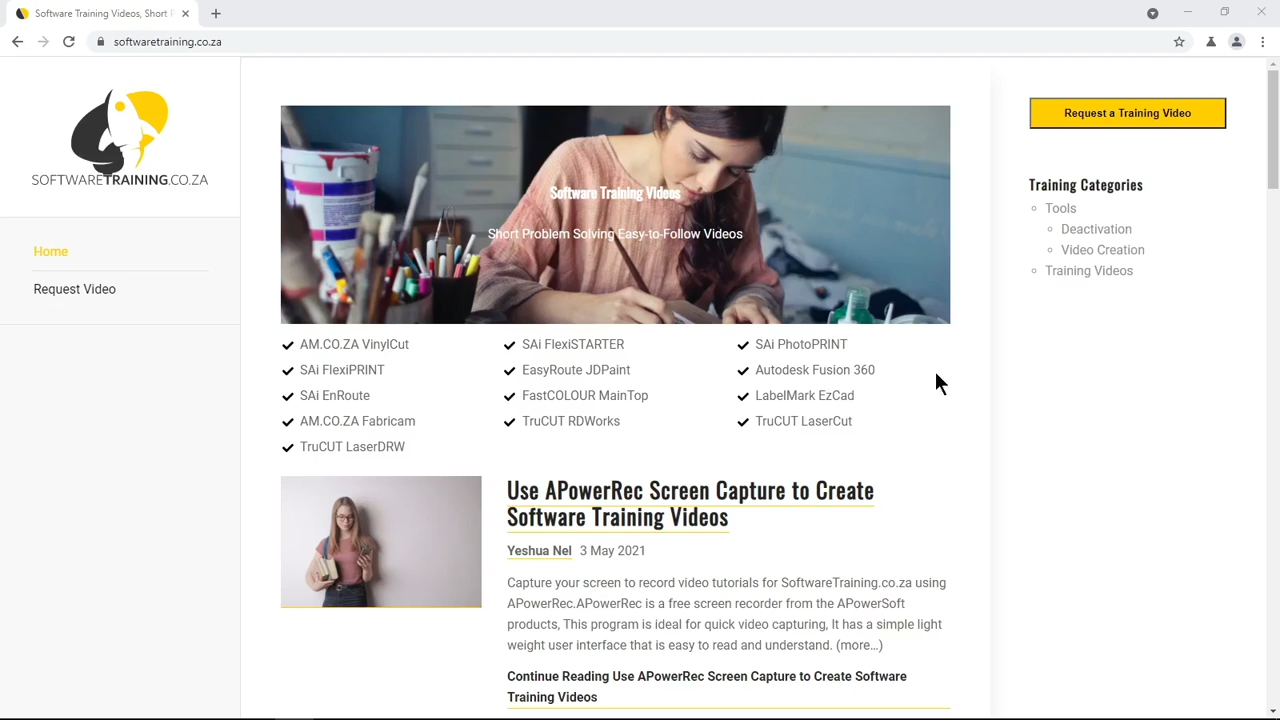 Software Training Videos, Short
softwaretraining.co.za
SOFTWARETRAINING.CO.ZA
Home
Request Video
Software Training Videos
Short Problem Solving Easy-to-Follow Videos
AM.CO.ZA VinylCut
SAi FlexiSTARTER
SAi PhotoPRINT
SAi FlexiPRINT
EasyRoute JDPaint
Autodesk Fusion 360
SAi EnRoute
FastCOLOUR MainTop
LabelMark EzCad
AM.CO.ZA Fabricam
TruCUT RDWorks
TruCUT LaserCut
TruCUT LaserDRW
Use APowerRec Screen Capture to Create
Software Training Videos
Yeshua Nel 3 May 2021
Capture your screen to record video tutorials for SoftwareTraining.co.za using
APowerRec.APowerRec is a free screen recorder from the APowerSoft
products, This program is ideal for quick video capturing, It has a simple light
weight user interface that is easy to read and understand. (more…)
Continue Reading Use APowerRec Screen Capture to Create Software
Training Videos
Request a Training Video
Training Categories
Tools
Deactivation
Video Creation
Training Videos